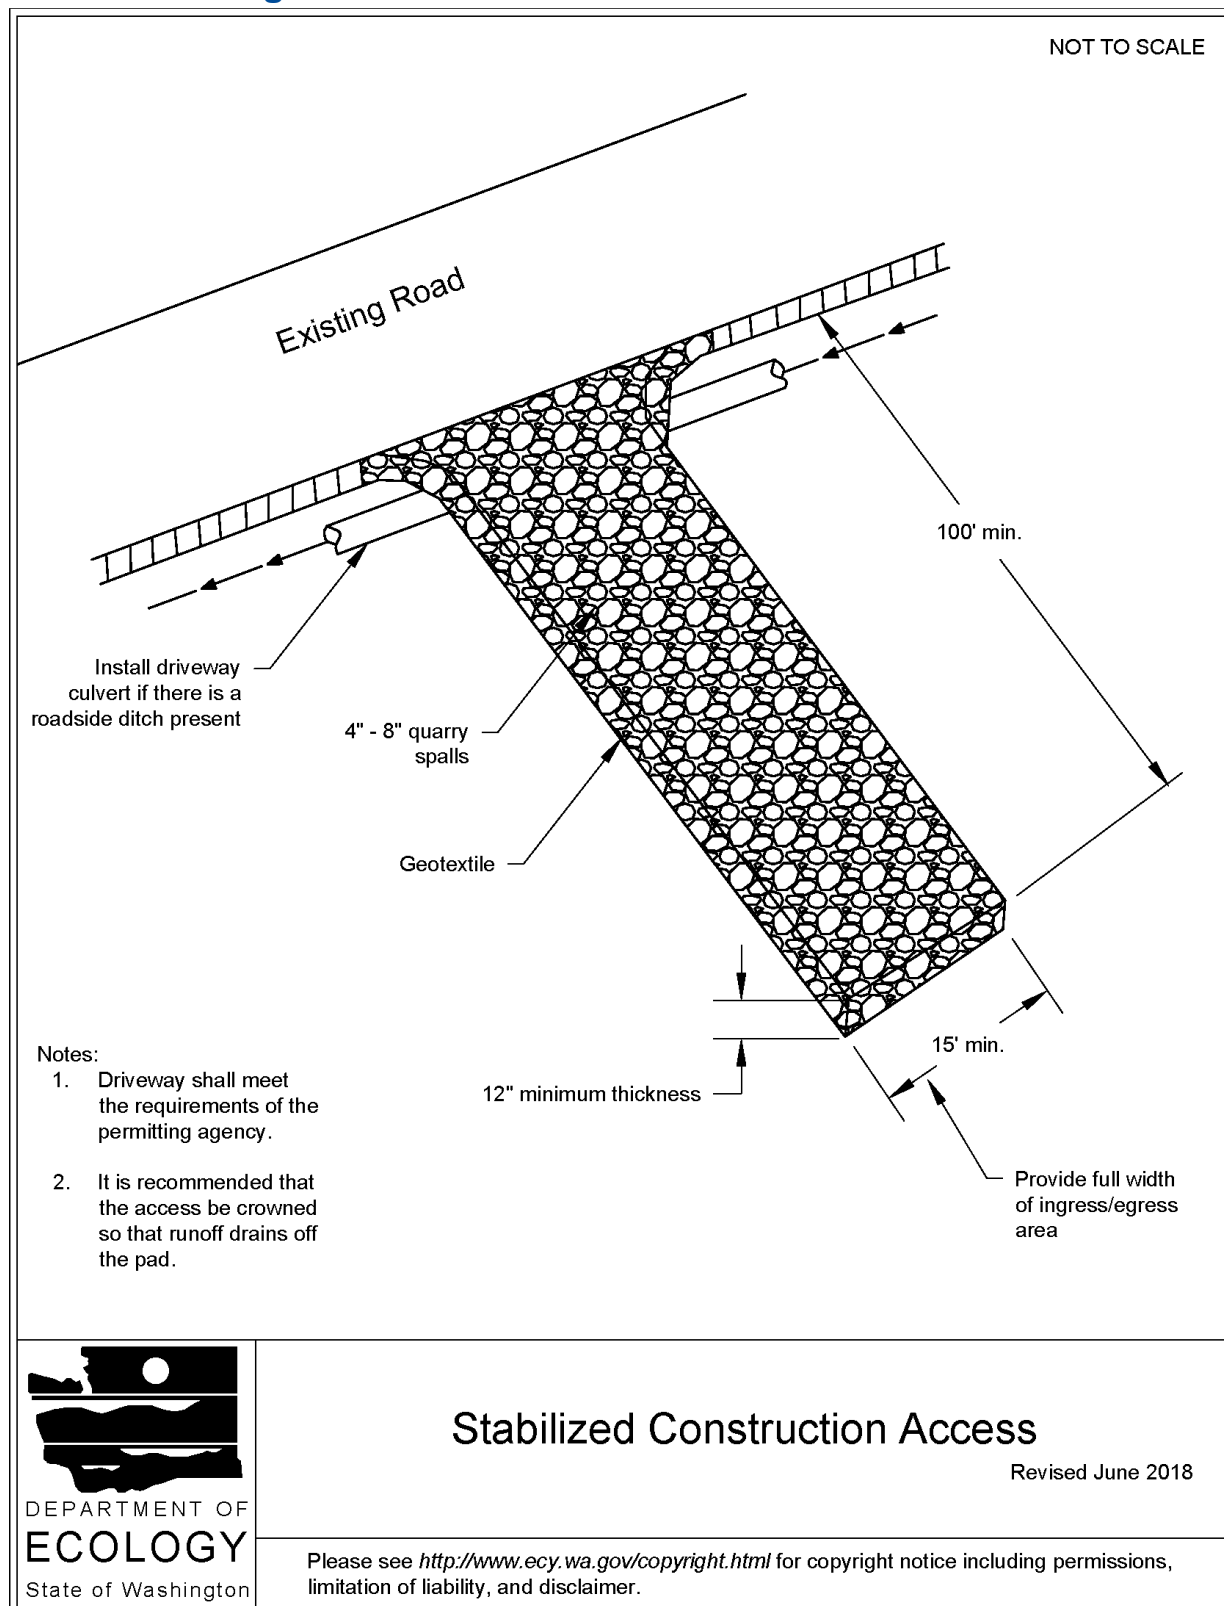 NOT TO SCALE
Existing Road
100' min.
Install driveway
culvert if there is a
roadside ditch present
4" - 8" quarry
spalls
Geotextile
15' min.
12" minimum thickness
Provide full width
of ingress/egress
area
Notes:
1. Driveway shall meet
the requirements of the
permitting agency.
2. It is recommended that
the access be crowned
so that runoff drains off
the pad.
Stabilized Construction Access
Revised June 2018
DEPARTMENT OF
ECOLOGY
State of Washington
Please see http://www.ecy.wa.gov/copyright.html for copyright notice including permissions,
limitation of liability, and disclaimer.